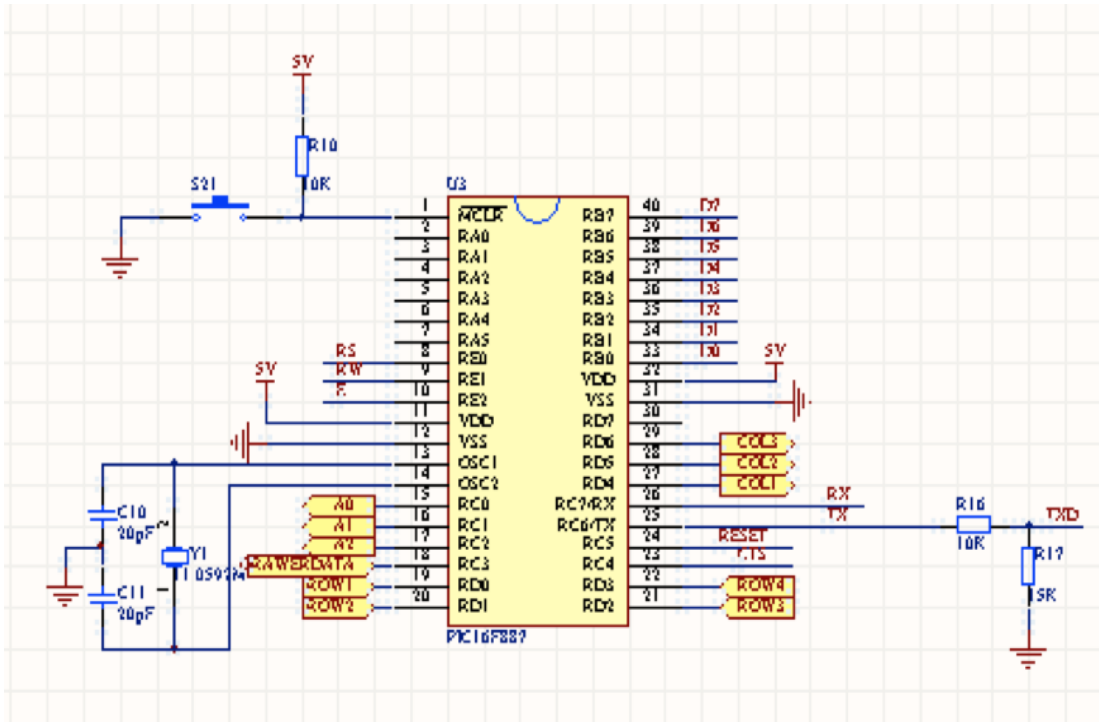 5V
R10
10K
S21
U3
1 MCLR RB7 40 D7
2 RA0 RB6 39 D6
3 RA1 RB5 38 D5
4 RA2 RB4 37 D4
5 RA3 RB3 36 D3
6 RA4 RB2 35 D2
7 RA5 RB1 34 D1
RS 8 RE0 RB0 33 D0
5V RW 9 RE1 VDD 32 5V
E 10 RE2 VSS 31
11 VDD RD7 30
12 VSS RD6 29 COL3
13 OSC1 RD5 28 COL2
14 OSC2 RD4 27 COL1
A0 15 RC0 RC7/RX 26 RX
A1 16 RC1 RC6/TX 25 TX
A2 17 RC2 RC5 24 RESET
RAWERDATA 18 RC3 RC4 23 CTS
ROW1 19 RD0 RD3 22 ROW4
ROW2 20 RD1 RD2 21 ROW3
PIC16F887
C10
20pF
2
Y1
11.0592M
1
C11
20pF
R16
10K
TXD
R17
15K